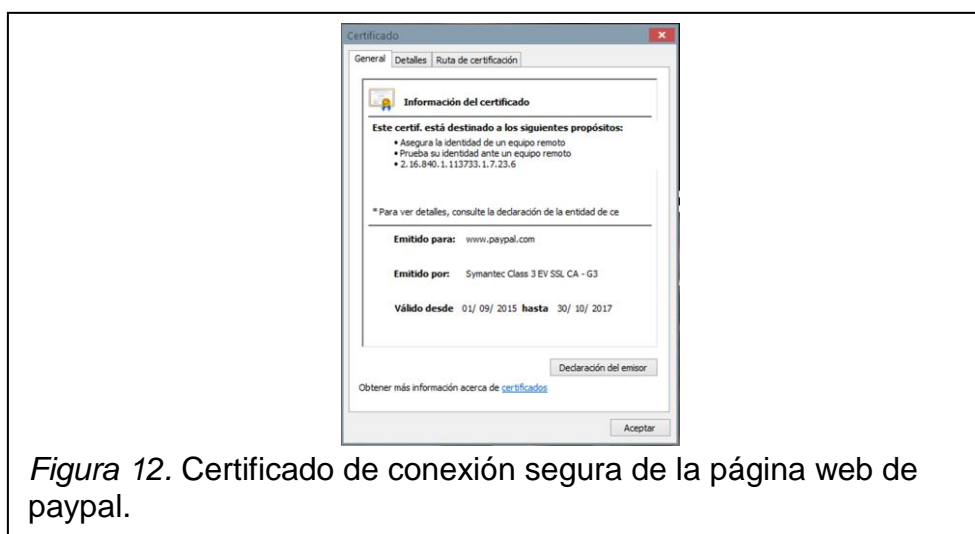 Certificado
General Detalles Ruta de certificación
Información del certificado
Este certif. está destinado a los siguientes propósitos:
• Asegura la identidad de un equipo remoto
• Prueba su identidad ante un equipo remoto
• 2.16.840.1.113733.1.7.23.6
* Para ver detalles, consulte la declaración de la entidad de ce
Emitido para: www.paypal.com
Emitido por: Symantec Class 3 EV SSL CA - G3
Válido desde 01/ 09/ 2015 hasta 30/ 10/ 2017
Declaración del emisor
Obtener más información acerca de certificados
Aceptar
Figura 12. Certificado de conexión segura de la página web de
paypal.